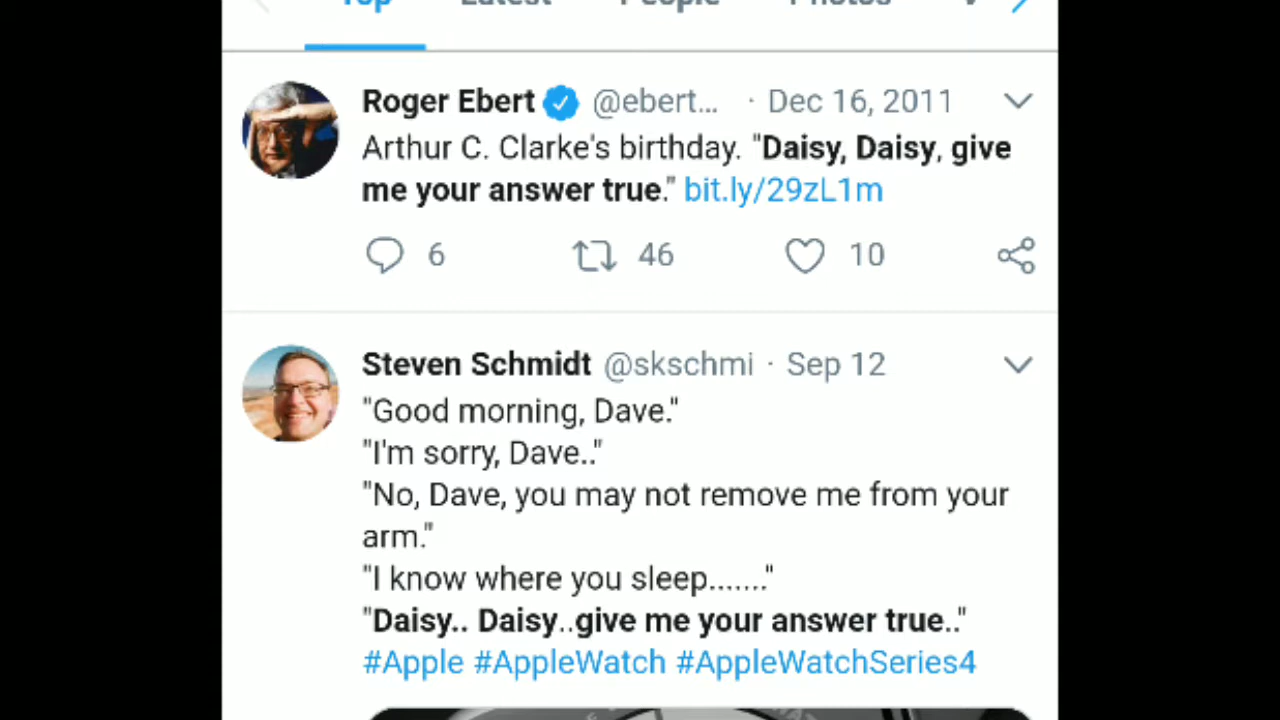 Top Latest People Photos
Roger Ebert @ebert... · Dec 16, 2011
Arthur C. Clarke's birthday. "Daisy, Daisy, give
me your answer true." bit.ly/29zL1m
6 46 10
Steven Schmidt @skschmi · Sep 12
"Good morning, Dave."
"I'm sorry, Dave.."
"No, Dave, you may not remove me from your
arm."
"I know where you sleep......."
"Daisy.. Daisy..give me your answer true.."
#Apple #AppleWatch #AppleWatchSeries4